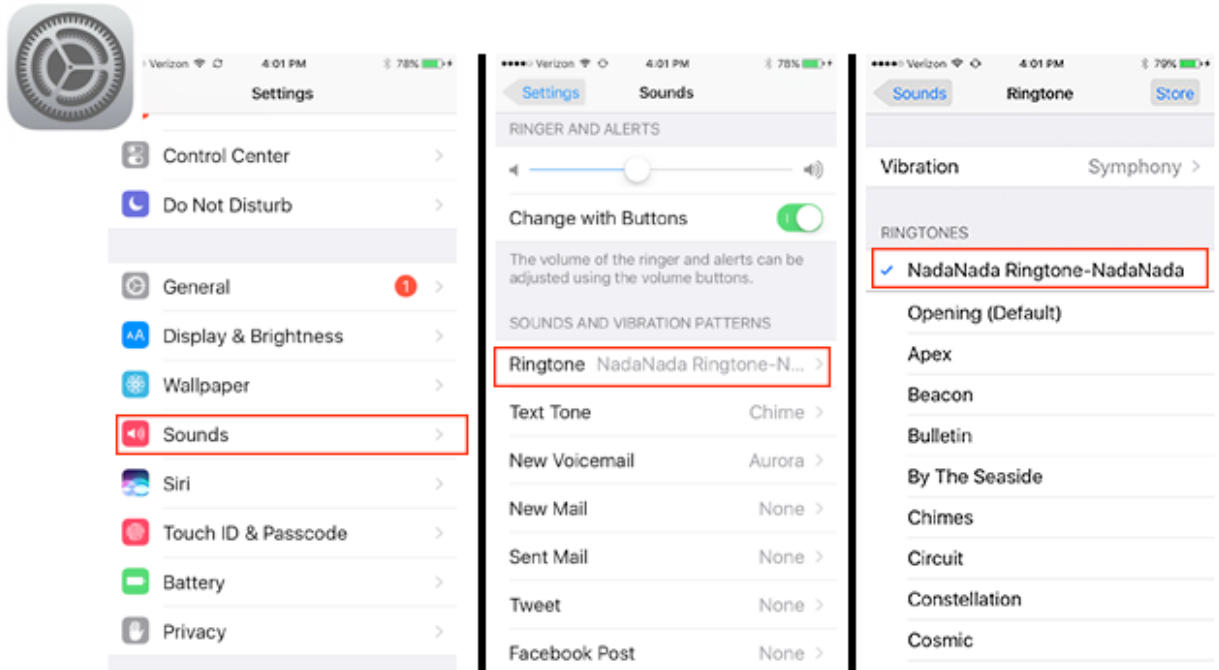 Verizon 4:01 PM 78%
Settings
Control Center
Do Not Disturb
General 1
AA Display & Brightness
Wallpaper
Sounds
Siri
Touch ID & Passcode
Battery
Privacy
Verizon 4:01 PM 78%
Settings Sounds
RINGER AND ALERTS
Change with Buttons
The volume of the ringer and alerts can be
adjusted using the volume buttons.
SOUNDS AND VIBRATION PATTERNS
Ringtone NadaNada Ringtone-N...
Text Tone Chime
New Voicemail Aurora
New Mail None
Sent Mail None
Tweet None
Facebook Post None
Verizon 4:01 PM 79%
Sounds Ringtone Store
Vibration Symphony
RINGTONES
NadaNada Ringtone-NadaNada
Opening (Default)
Apex
Beacon
Bulletin
By The Seaside
Chimes
Circuit
Constellation
Cosmic